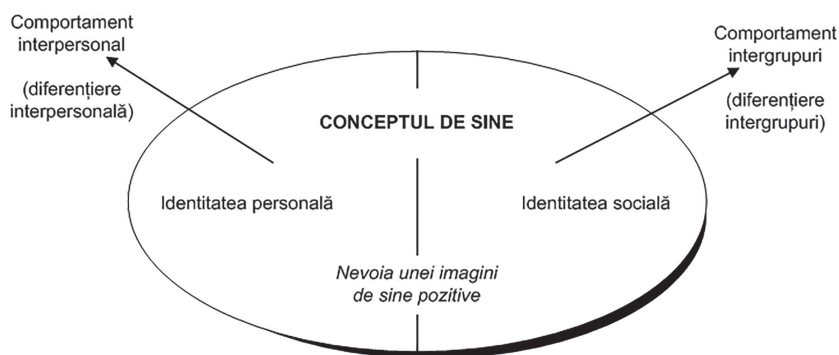 Comportament
interpersonal
(diferențiere
interpersonală)
Comportament
intergrupuri
(diferențiere
intergrupuri)
CONCEPTUL DE SINE
Identitatea personală
Identitatea socială
Nevoia unei imagini
de sine pozitive